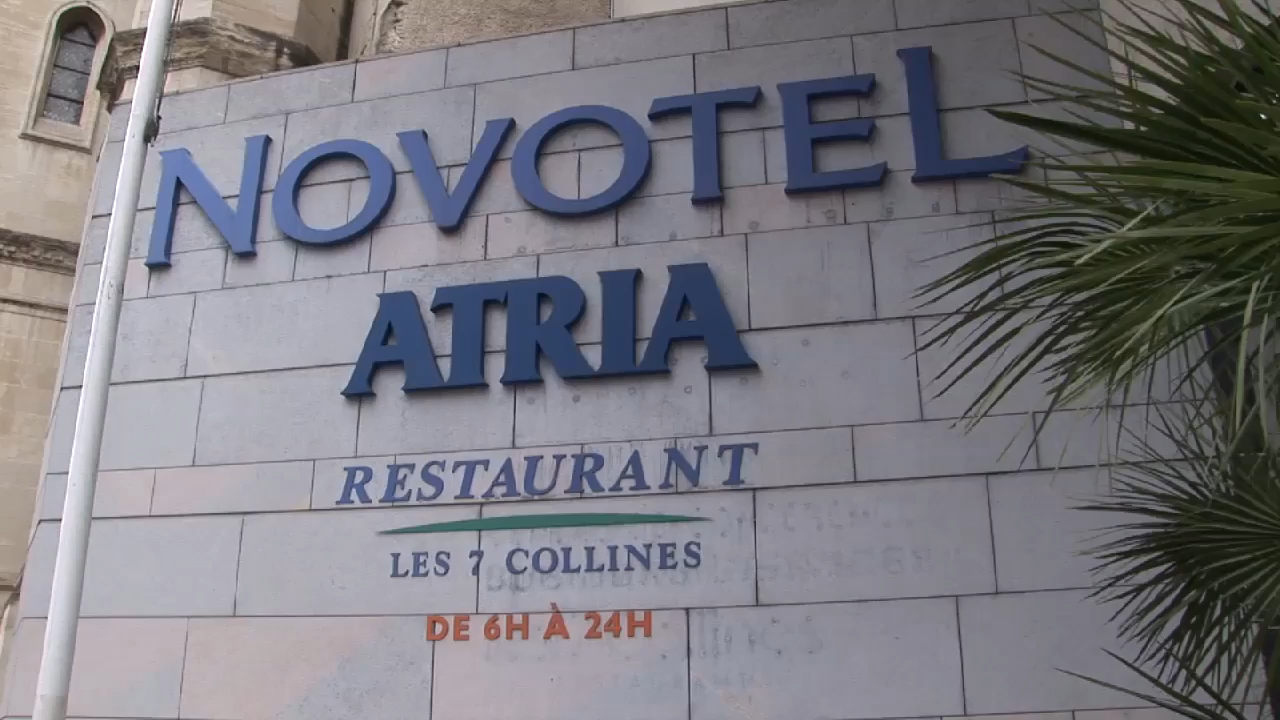 NOVOTEL
ATRIA
RESTAURANT
LES 7 COLLINES
DE 6H À 24H